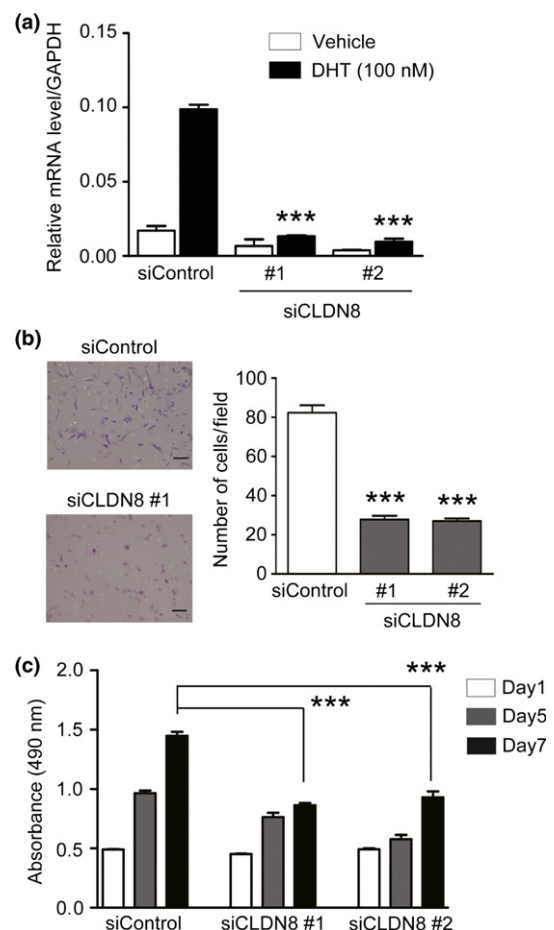 (a)
0.15
0.10
0.05
0.00
Relative mRNA level/GAPDH
Vehicle
DHT (100 nM)
*** ***
siControl #1 #2
siCLDN8
(b)
siControl
siCLDN8 #1
100
80
60
40
20
0
Number of cells/field
*** ***
siControl #1 #2
siCLDN8
(c)
2.0
1.5
1.0
0.5
0.0
Absorbance (490 nm)
***
***
Day1
Day5
Day7
siControl siCLDN8 #1 siCLDN8 #2